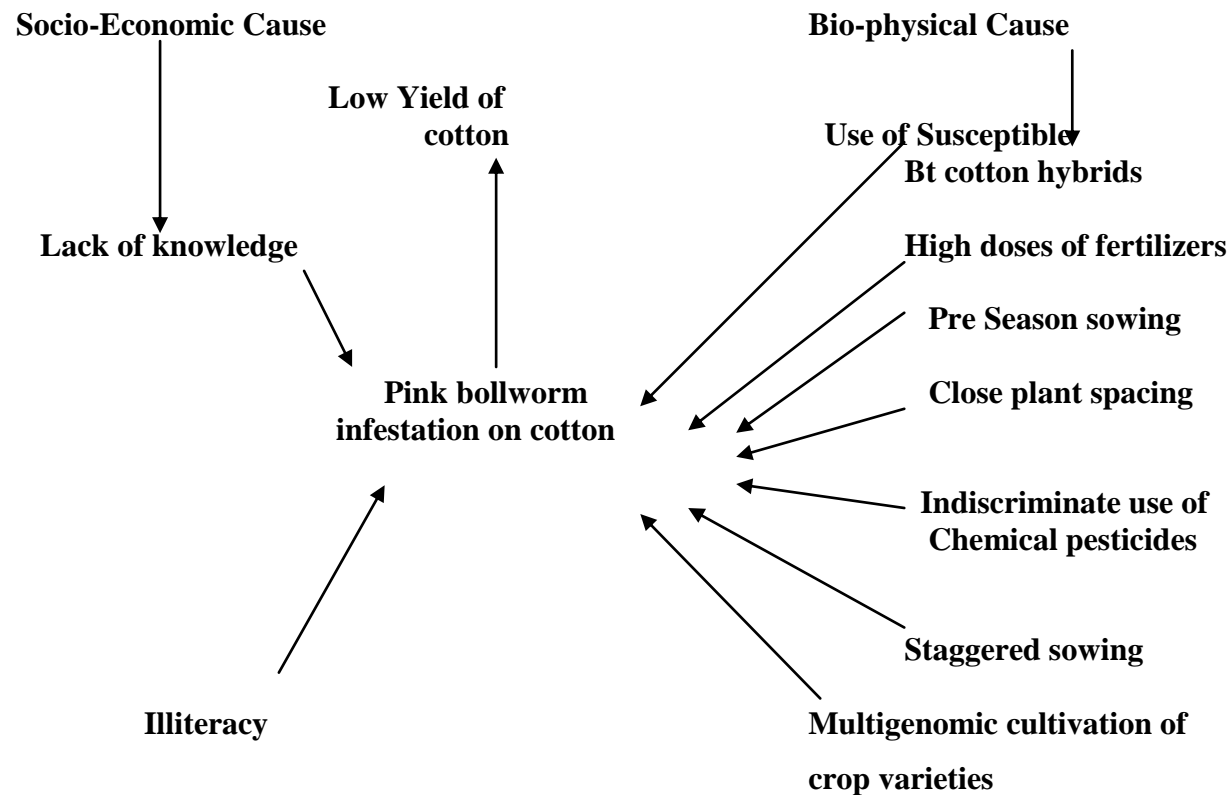 Socio-Economic Cause
Bio-physical Cause
Low Yield of
cotton
Use of Susceptible
Bt cotton hybrids
Lack of knowledge
High doses of fertilizers
Pre Season sowing
Pink bollworm
infestation on cotton
Close plant spacing
Indiscriminate use of
Chemical pesticides
Staggered sowing
Illiteracy
Multigenomic cultivation of
crop varieties